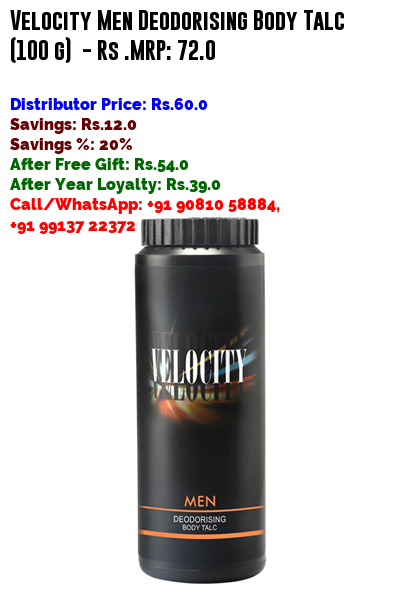 Velocity Men Deodorising Body Talc
(100 g) - Rs .MRP: 72.0
Distributor Price: Rs.60.0
Savings: Rs.12.0
Savings %: 20%
After Free Gift: Rs.54.0
After Year Loyalty: Rs.39.0
Call/WhatsApp: +91 90810 58884,
+91 99137 22372
VELOCITY
MEN
DEODORISING
BODY TALC